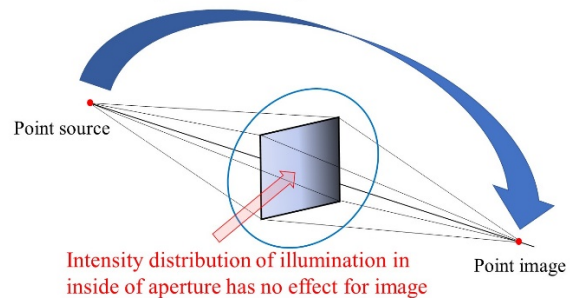 Point source
Intensity distribution of illumination in
inside of aperture has no effect for image
Point image